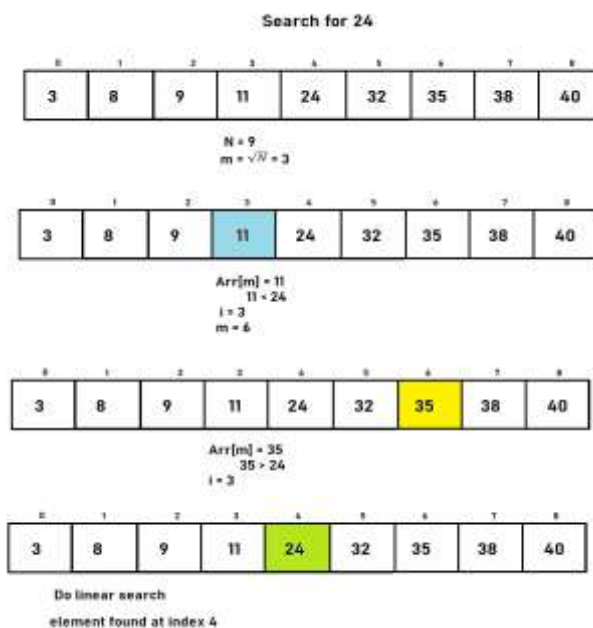 Search for 24
0 1 2 3 4 5 6 7 8
3 8 9 11 24 32 35 38 40
N = 9
m = √N = 3
0 1 2 3 4 5 6 7 8
3 8 9 11 24 32 35 38 40
Arr[m] = 11
11 < 24
i = 3
m = 6
0 1 2 3 4 5 6 7 8
3 8 9 11 24 32 35 38 40
Arr[m] = 35
35 > 24
i = 3
0 1 2 3 4 5 6 7 8
3 8 9 11 24 32 35 38 40
Do linear search
element found at index 4